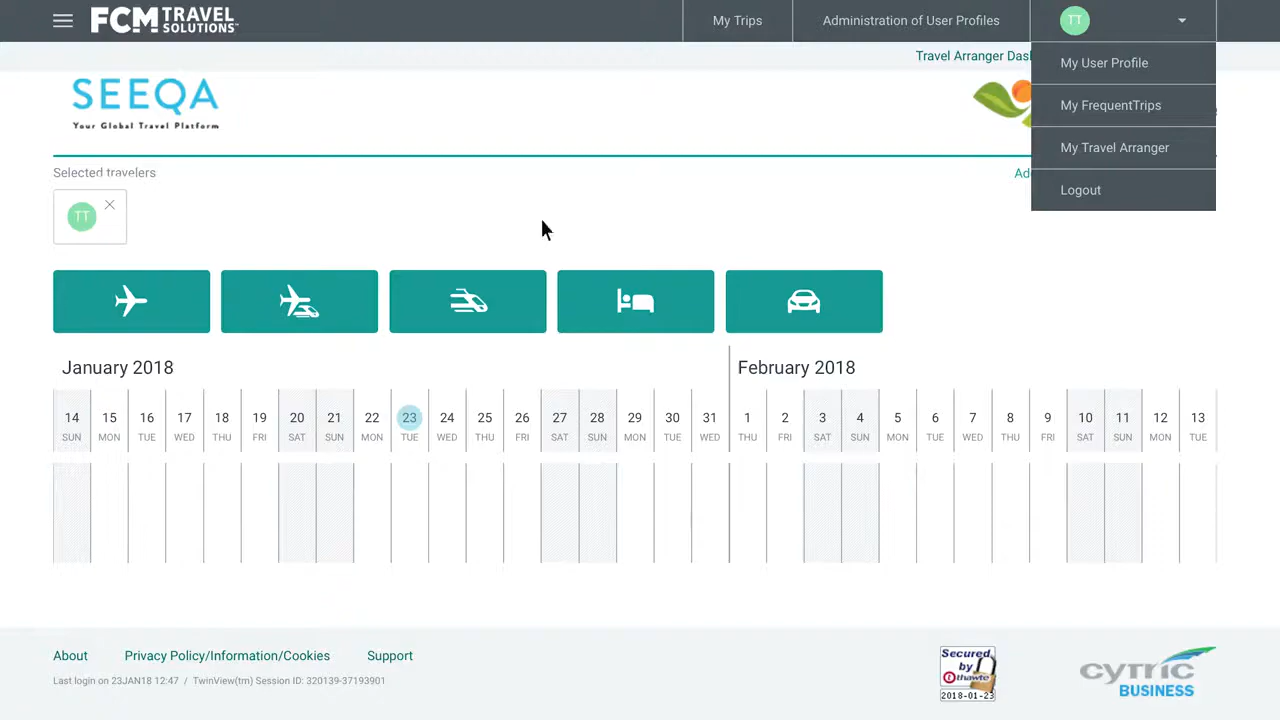 FCM TRAVEL SOLUTIONS™
My Trips
Administration of User Profiles
TT
Travel Arranger
My User Profile
My FrequentTrips
My Travel Arranger
Logout
SEEQA
Your Global Travel Platform
Selected travelers
TT
January 2018
February 2018
14 15 16 17 18 19 20 21 22 23 24 25 26 27 28 29 30 31 1 2 3 4 5 6 7 8 9 10 11 12 13
SUN MON TUE WED THU FRI SAT SUN MON TUE WED THU FRI SAT SUN MON TUE WED THU FRI SAT SUN MON TUE WED THU FRI SAT SUN MON TUE
About
Privacy Policy/Information/Cookies
Support
Last login on 23JAN18 12:47 / TwinView(tm) Session ID: 320139-37193901
Secured
by
thawte
2018-01-23
cytric
BUSINESS